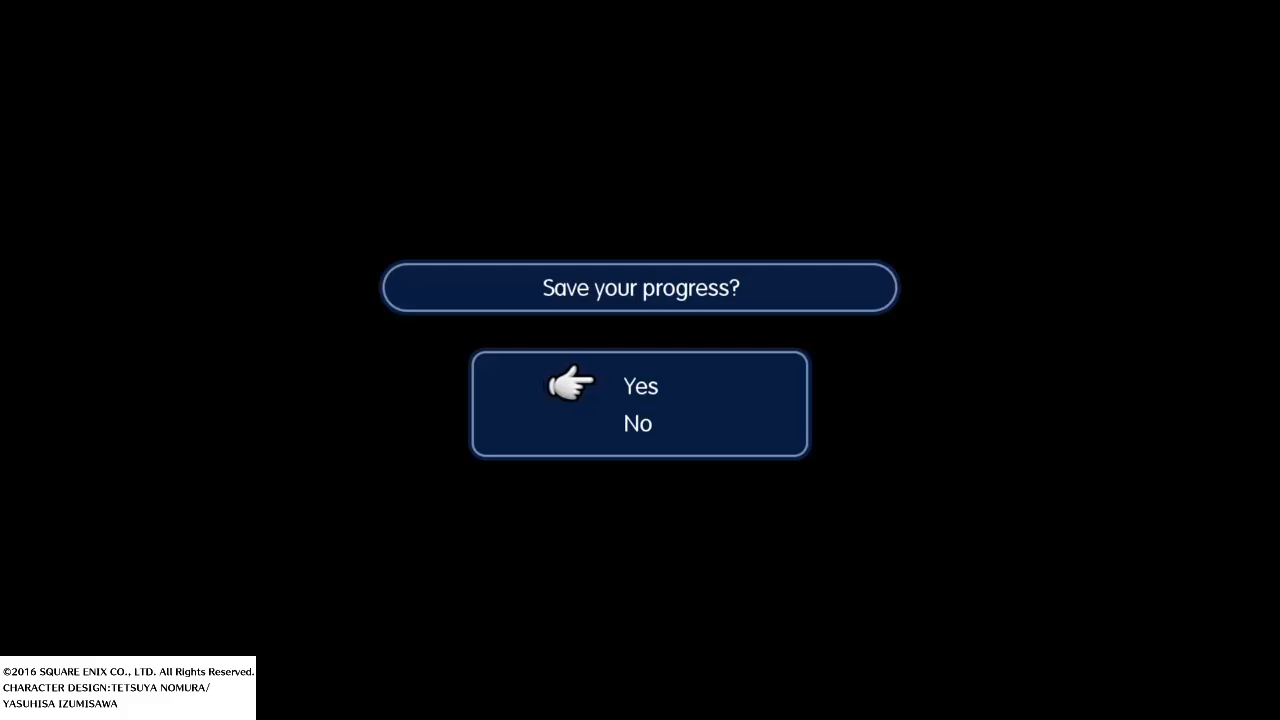 Save your progress?
Yes
No
©2016 SQUARE ENIX CO., LTD. All Rights Reserved.
CHARACTER DESIGN:TETSUYA NOMURA/
YASUHISA IZUMISAWA